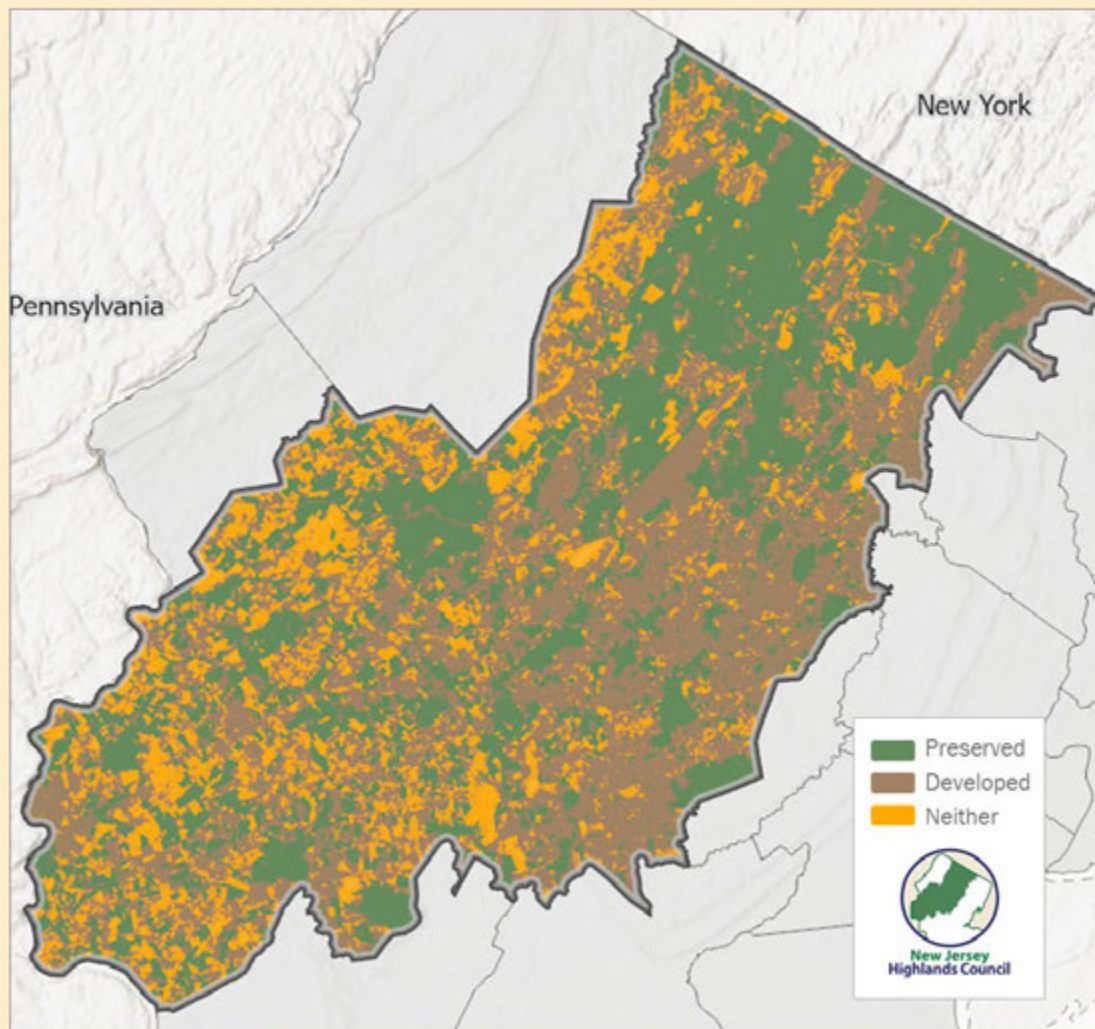 New York
Pennsylvania
Preserved
Developed
Neither
New Jersey
Highlands Council